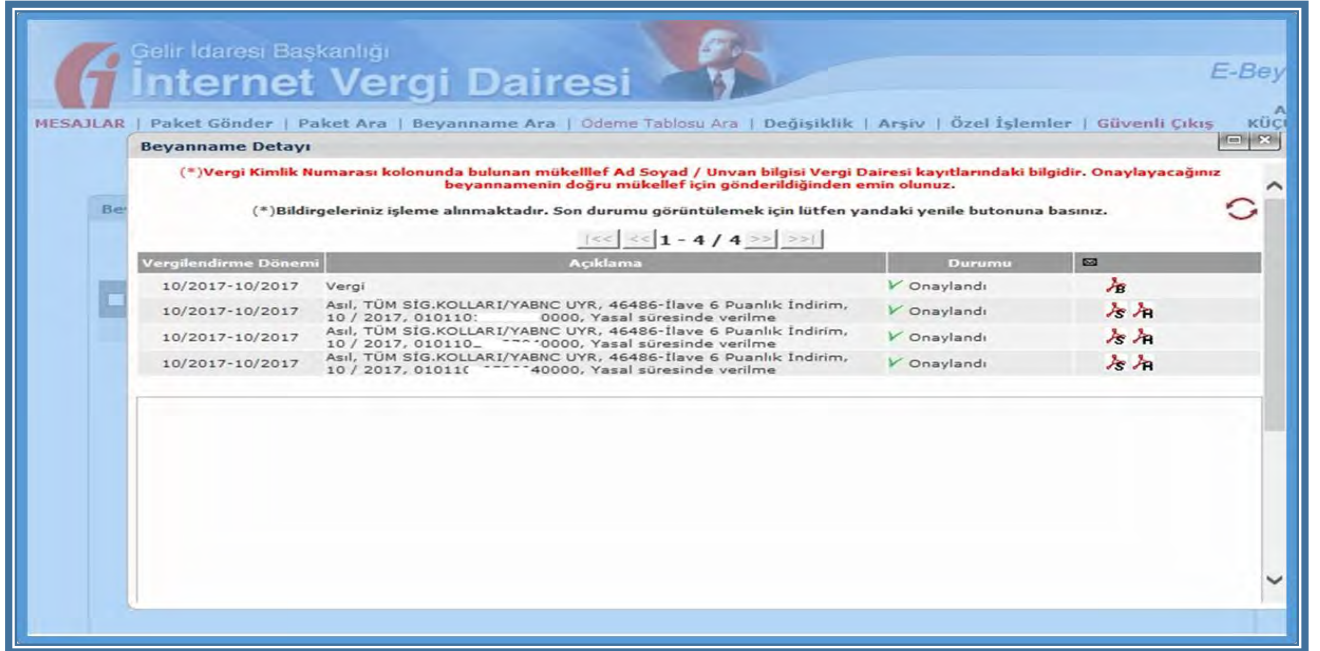 Gelir İdaresi Başkanlığı
İnternet Vergi Dairesi
E-Bey
MESAJLAR | Paket Gönder | Paket Ara | Beyanname Ara | Ödeme Tablosu Ara | Değişiklik | Arşiv | Özel İşlemler | Güvenli Çıkış
Beyanname Detayı
(*)Vergi Kimlik Numarası kolonunda bulunan mükelllef Ad Soyad / Unvan bilgisi Vergi Dairesi kayıtlarındaki bilgidir. Onaylayacağınız
beyannamenin doğru mükellef için gönderildiğinden emin olunuz.
Be
(*)Bildirgeleriniz işleme alınmaktadır. Son durumu görüntülemek için lütfen yandaki yenile butonuna basınız.
|<< << 1 - 4 / 4 >> >>|
Vergilendirme Dönemi Açıklama Durumu
10/2017-10/2017 Vergi Onaylandı B
10/2017-10/2017 Asıl, TÜM SİG.KOLLARI/YABNC UYR, 46486-İlave 6 Puanlık İndirim, Onaylandı S A
10 / 2017, 010110 0000, Yasal süresinde verilme
10/2017-10/2017 Asıl, TÜM SİG.KOLLARI/YABNC UYR, 46486-İlave 6 Puanlık İndirim, Onaylandı S A
10 / 2017, 010110 0000, Yasal süresinde verilme
10/2017-10/2017 Asıl, TÜM SİG.KOLLARI/YABNC UYR, 46486-İlave 6 Puanlık İndirim, Onaylandı S A
10 / 2017, 01011 40000, Yasal süresinde verilme